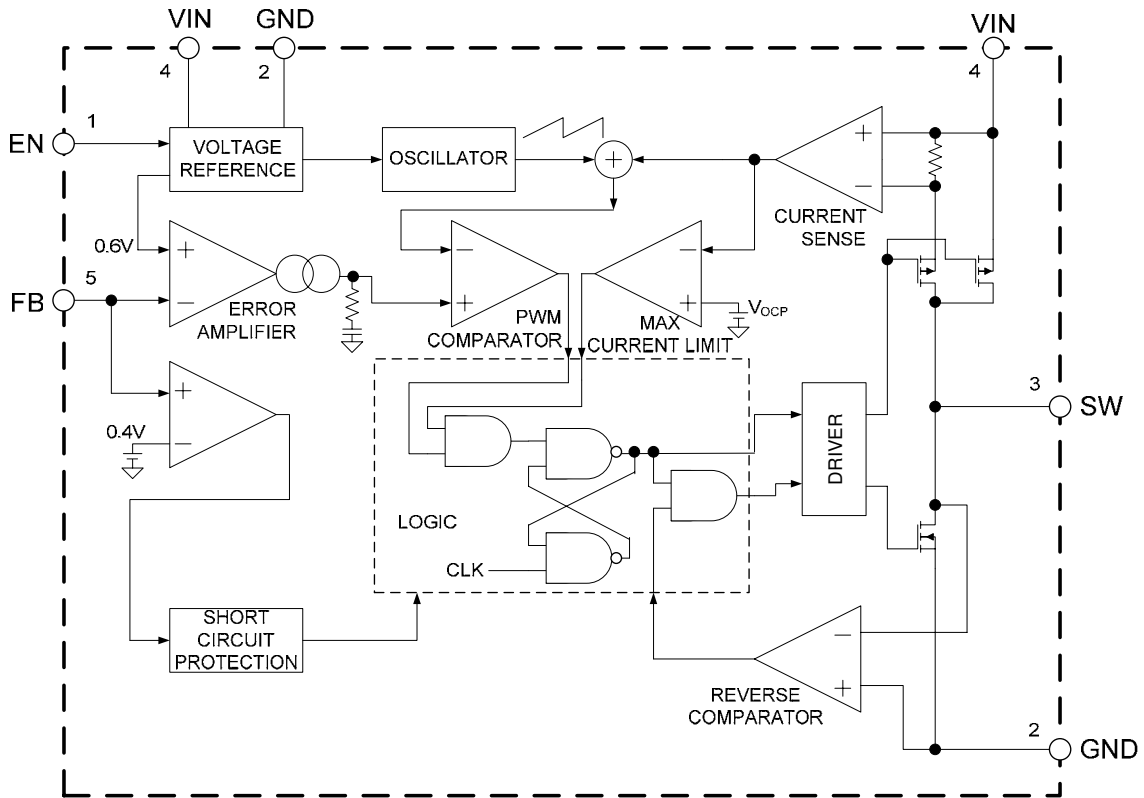 VIN
GND
VIN
4
2
4
EN
1
VOLTAGE
REFERENCE
OSCILLATOR
+
+
−
CURRENT
SENSE
0.6V
+
−
ERROR
AMPLIFIER
FB
5
−
+
PWM
COMPARATOR
−
+
MAX
CURRENT LIMIT
VOCP
+
−
0.4V
LOGIC
CLK
DRIVER
3
SW
SHORT
CIRCUIT
PROTECTION
−
+
REVERSE
COMPARATOR
2
GND